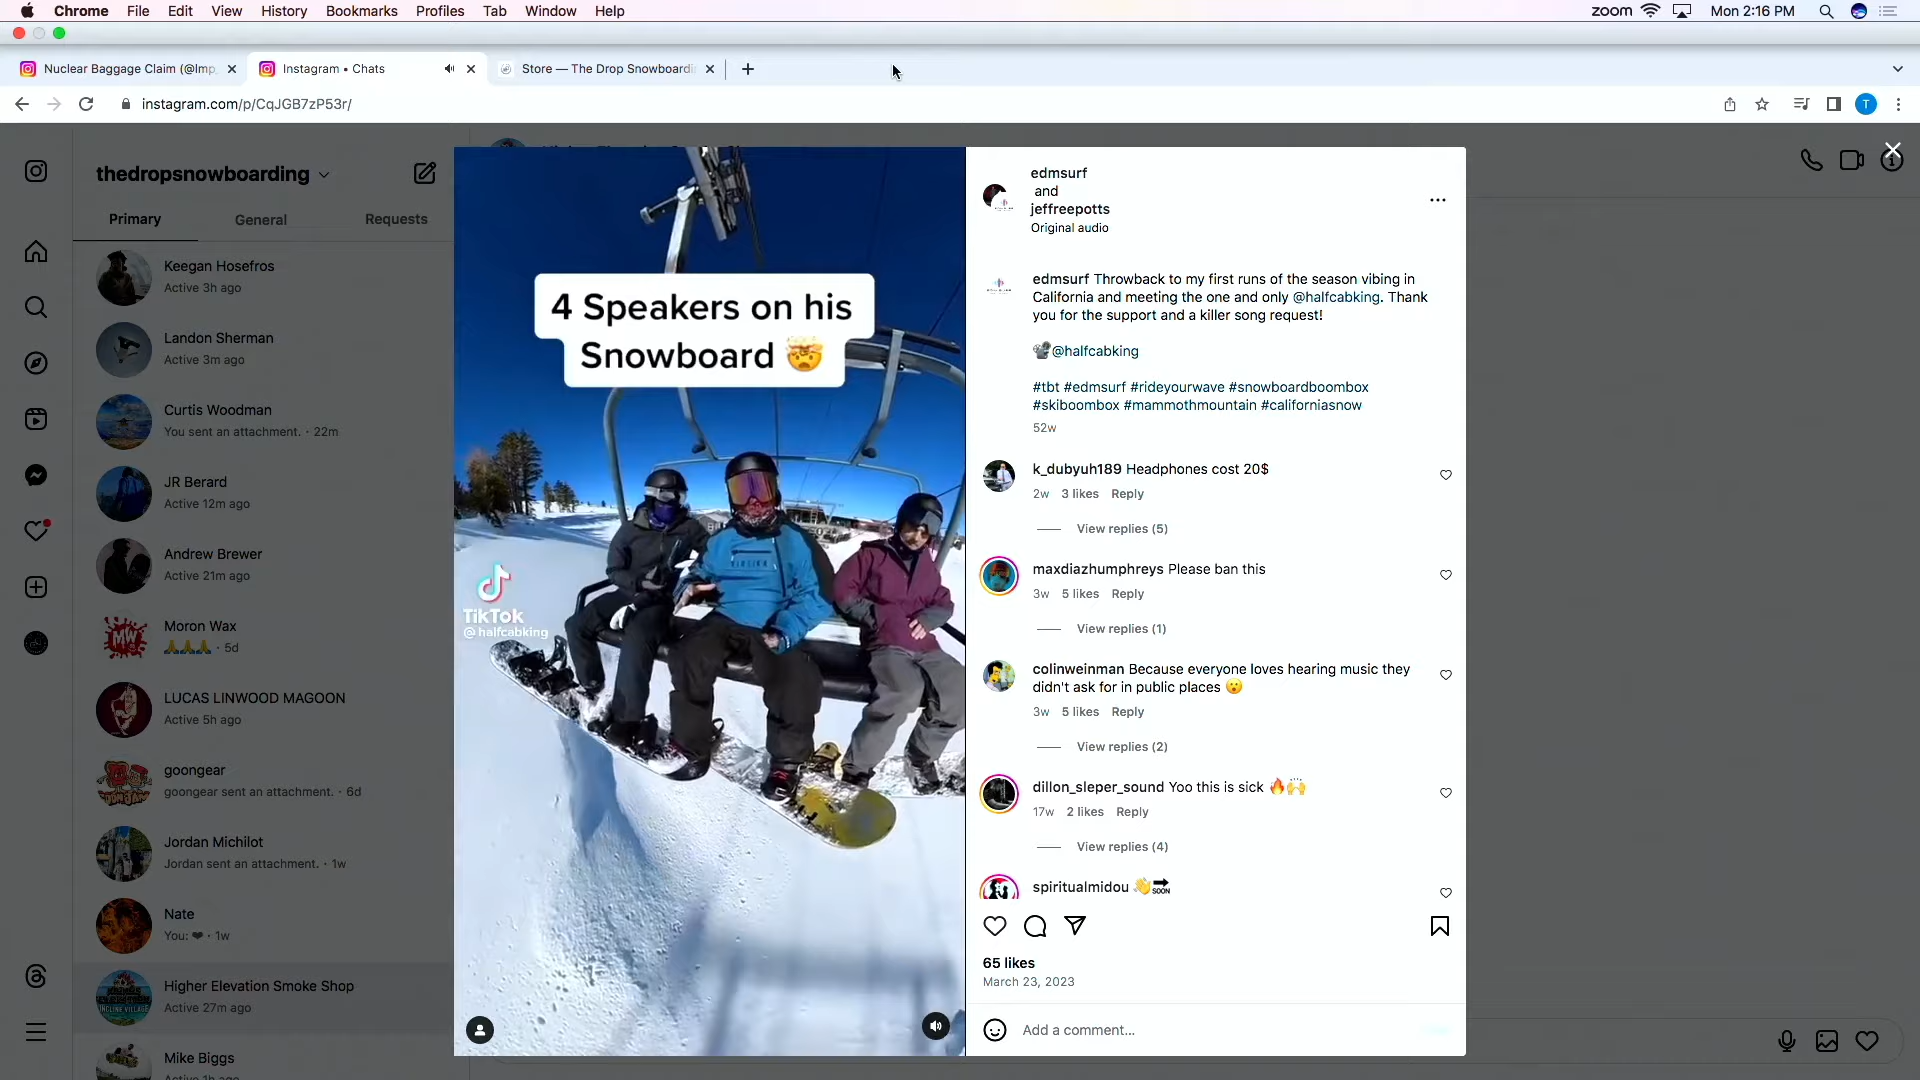 Chrome File Edit View History Bookmarks Profiles Tab Window Help
zoom Mon 2:16 PM
Nuclear Baggage Claim (@Imp
Instagram • Chats
Store — The Drop Snowboardi
instagram.com/p/CqJGB7zP53r/
thedropsnowboarding
Primary General Requests
Keegan Hosefros
Active 3h ago
Landon Sherman
Active 3m ago
Curtis Woodman
You sent an attachment. · 22m
JR Berard
Active 12m ago
Andrew Brewer
Active 21m ago
Moron Wax
🙏🙏🙏 · 5d
LUCAS LINWOOD MAGOON
Active 5h ago
goongear
goongear sent an attachment. · 6d
Jordan Michilot
Jordan sent an attachment. · 1w
Nate
You: ❤ · 1w
Higher Elevation Smoke Shop
Active 27m ago
Mike Biggs
Active 1h ago
4 Speakers on his
Snowboard 🤯
TikTok
@halfcabking
edmsurf
and
jeffreepotts
Original audio
edmsurf Throwback to my first runs of the season vibing in
California and meeting the one and only @halfcabking. Thank
you for the support and a killer song request!
📽@halfcabking
#tbt #edmsurf #rideyourwave #snowboardboombox
#skiboombox #mammothmountain #californiasnow
52w
k_dubyuh189 Headphones cost 20$
2w 3 likes Reply
View replies (5)
maxdiazhumphreys Please ban this
3w 5 likes Reply
View replies (1)
colinweinman Because everyone loves hearing music they
didn't ask for in public places 😮
3w 5 likes Reply
View replies (2)
dillon_sleper_sound Yoo this is sick 🔥🙌
17w 2 likes Reply
View replies (4)
spiritualmidou 👋🔜
65 likes
March 23, 2023
Add a comment...
T
MW
INCLINE VILLAGE